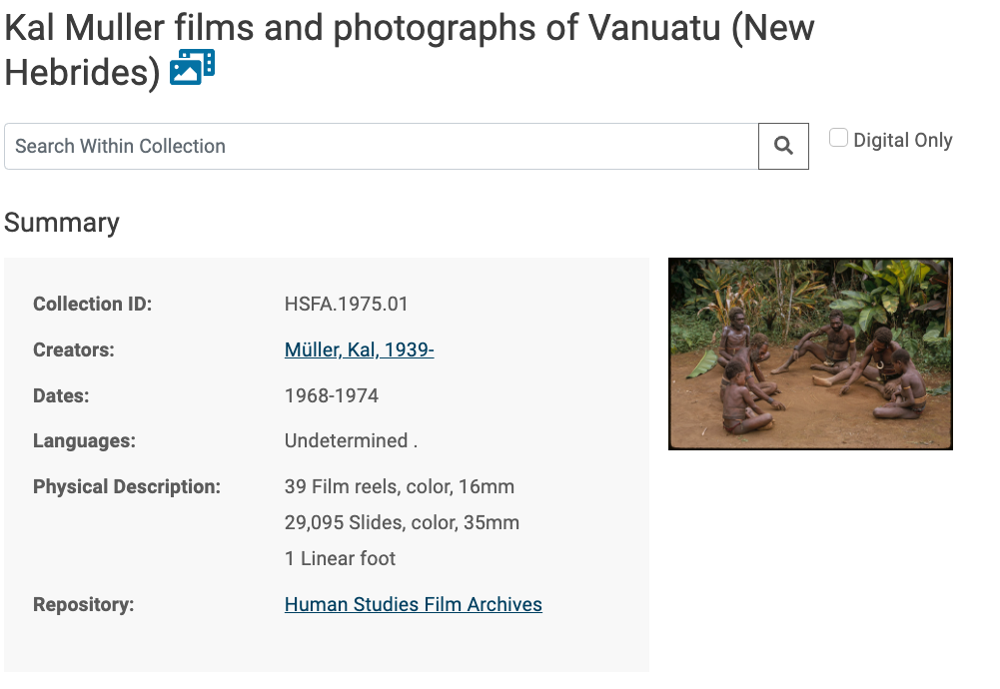 Kal Muller films and photographs of Vanuatu (New
Hebrides)
Search Within Collection
Digital Only
Summary
Collection ID: HSFA.1975.01
Creators: Müller, Kal, 1939-
Dates: 1968-1974
Languages: Undetermined .
Physical Description: 39 Film reels, color, 16mm
29,095 Slides, color, 35mm
1 Linear foot
Repository: Human Studies Film Archives